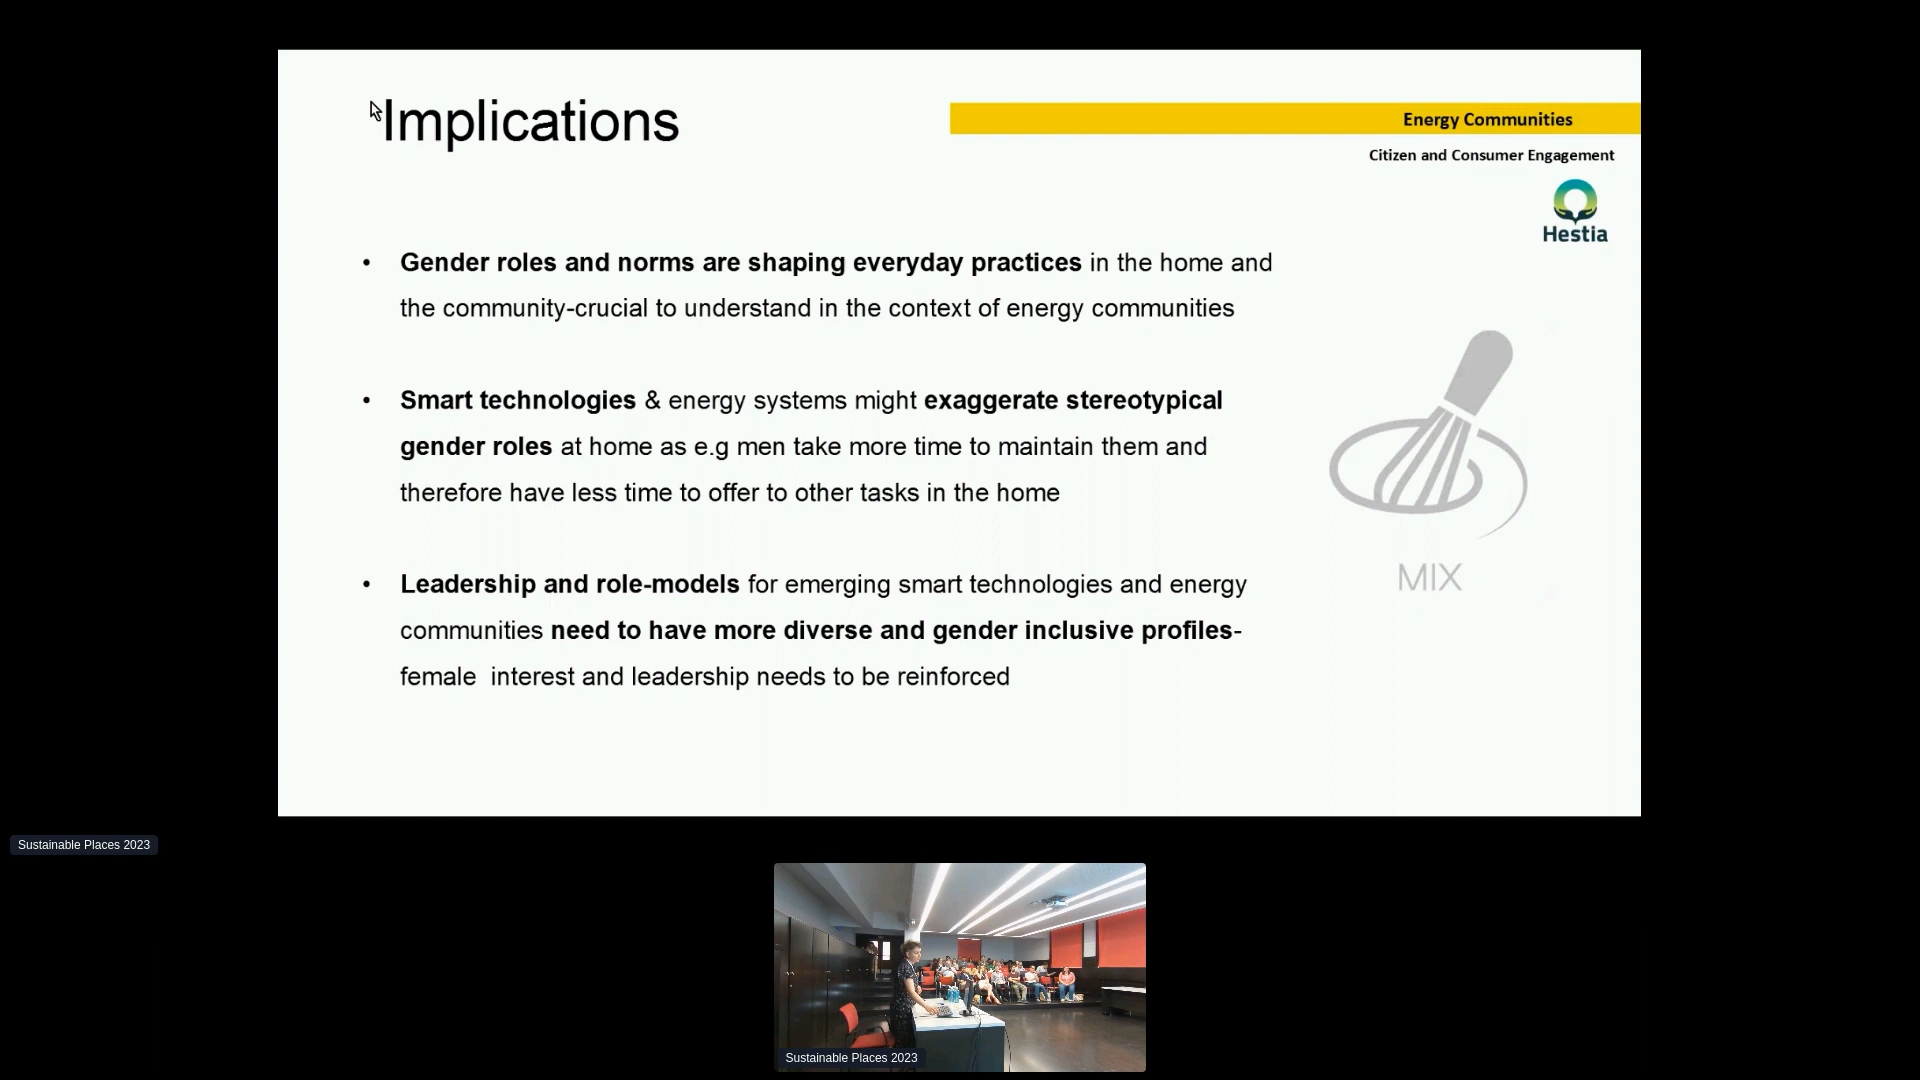 Implications
Energy Communities
Citizen and Consumer Engagement
Hestia
• Gender roles and norms are shaping everyday practices in the home and
the community-crucial to understand in the context of energy communities
• Smart technologies & energy systems might exaggerate stereotypical
gender roles at home as e.g men take more time to maintain them and
therefore have less time to offer to other tasks in the home
• Leadership and role-models for emerging smart technologies and energy
communities need to have more diverse and gender inclusive profiles-
female  interest and leadership needs to be reinforced
MIX
Sustainable Places 2023
Sustainable Places 2023